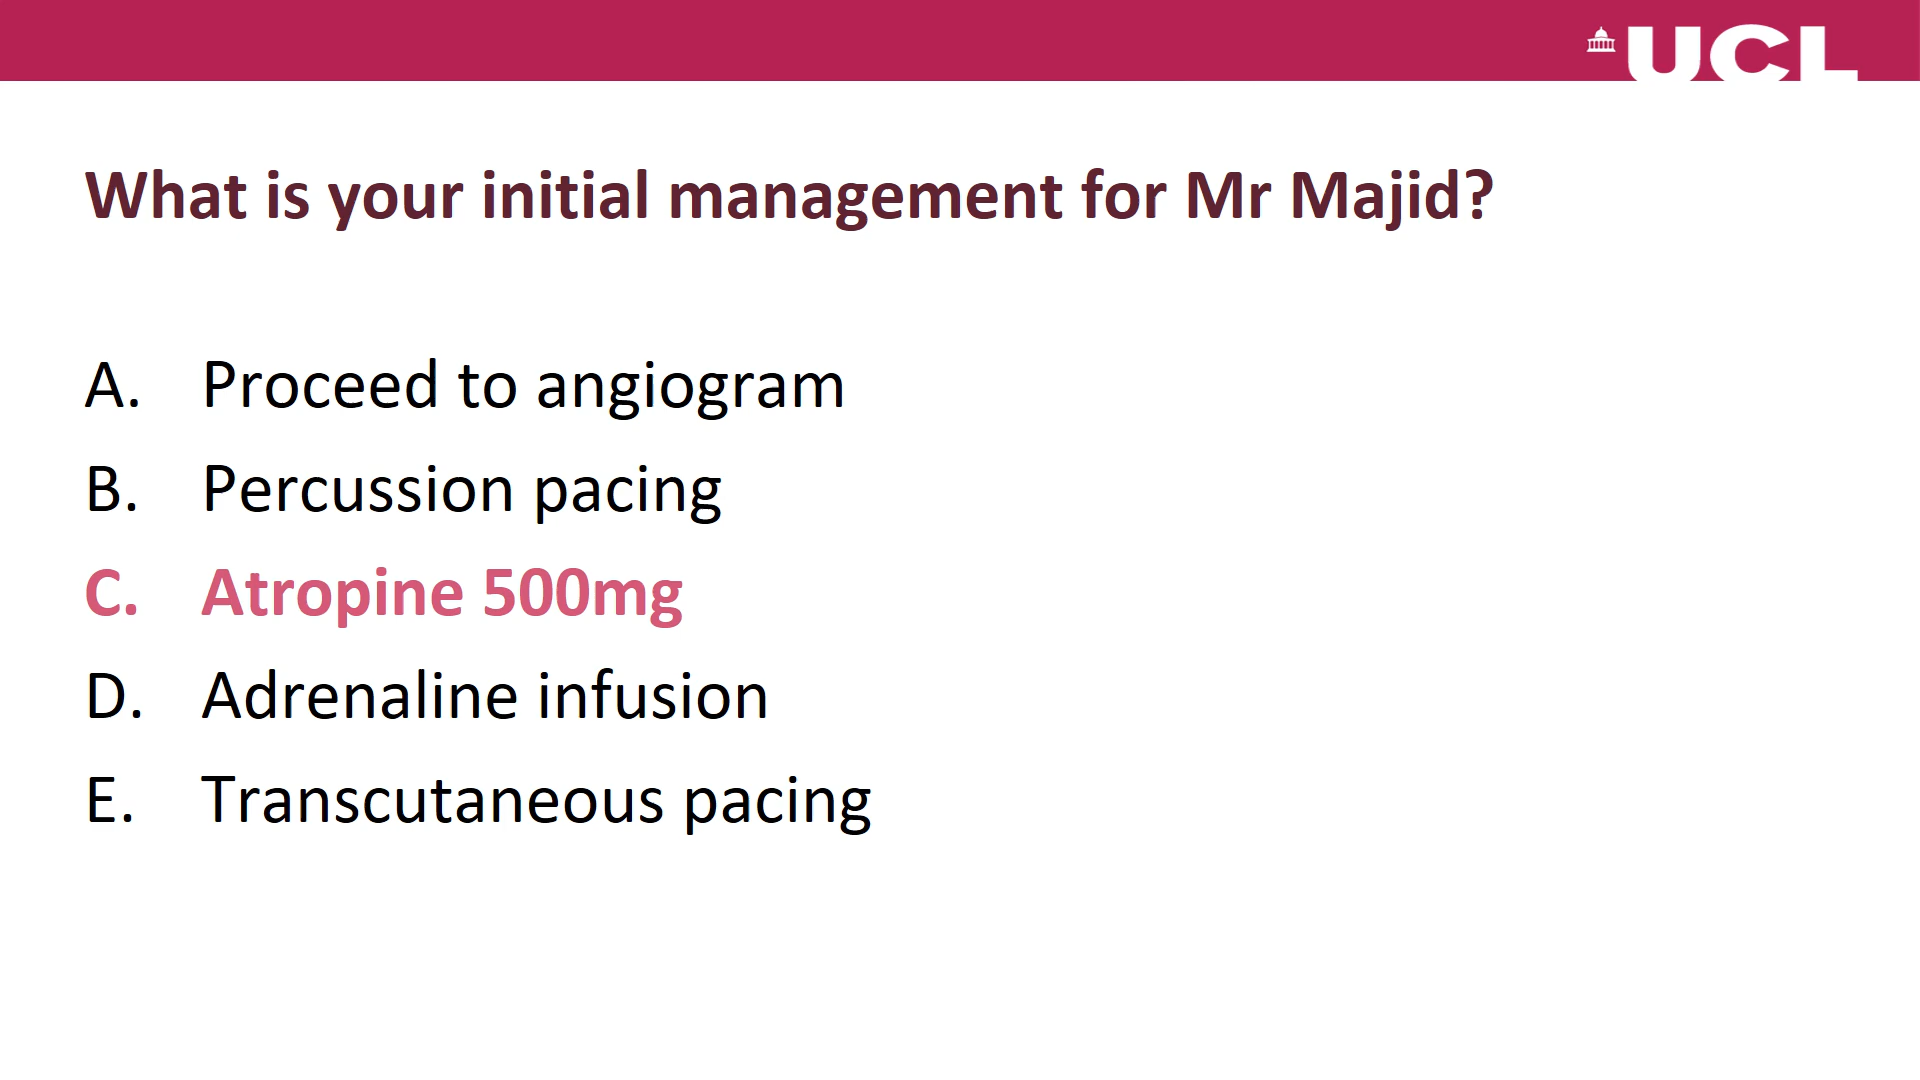 UCL
What is your initial management for Mr Majid?
A. Proceed to angiogram
B. Percussion pacing
C. Atropine 500mg
D. Adrenaline infusion
E. Transcutaneous pacing